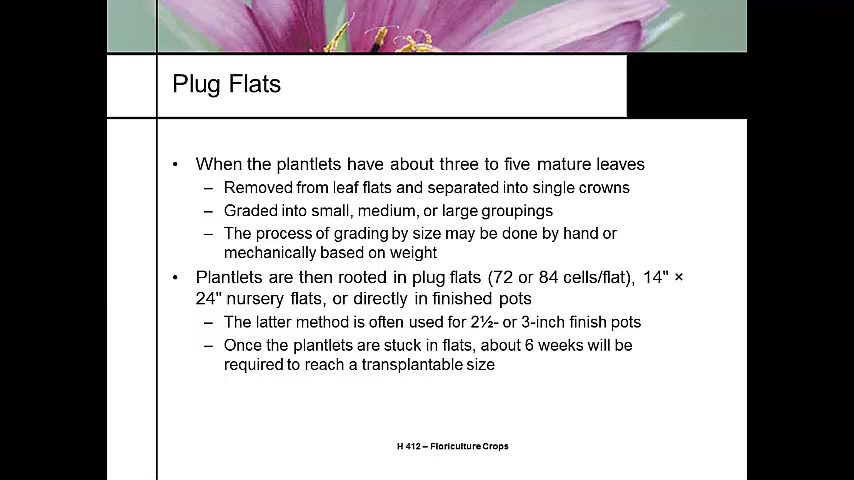 Plug Flats
• When the plantlets have about three to five mature leaves
– Removed from leaf flats and separated into single crowns
– Graded into small, medium, or large groupings
– The process of grading by size may be done by hand or
mechanically based on weight
• Plantlets are then rooted in plug flats (72 or 84 cells/flat), 14" ×
24" nursery flats, or directly in finished pots
– The latter method is often used for 2½- or 3-inch finish pots
– Once the plantlets are stuck in flats, about 6 weeks will be
required to reach a transplantable size
H 412 – Floriculture Crops